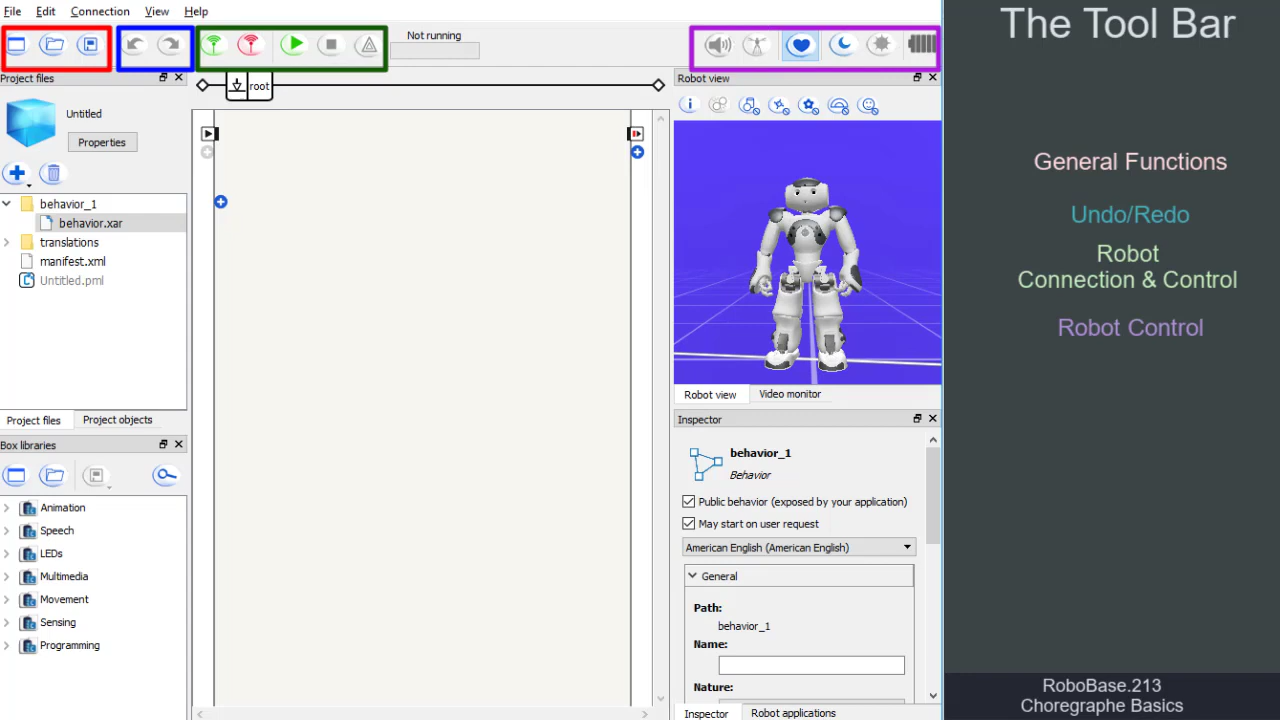 File Edit Connection View Help
The Tool Bar
Not running
Project files
root
Robot view
Untitled
Properties
General Functions
Undo/Redo
Robot
Connection & Control
Robot Control
behavior_1
behavior.xar
translations
manifest.xml
Untitled.pml
Robot view Video monitor
Project files Project objects
Inspector
Box libraries
behavior_1
Behavior
Public behavior (exposed by your application)
May start on user request
American English (American English)
Animation
Speech
LEDs
Multimedia
Movement
Sensing
Programming
General
Path:
behavior_1
Name:
Nature:
Inspector Robot applications
RoboBase.213
Choregraphe Basics